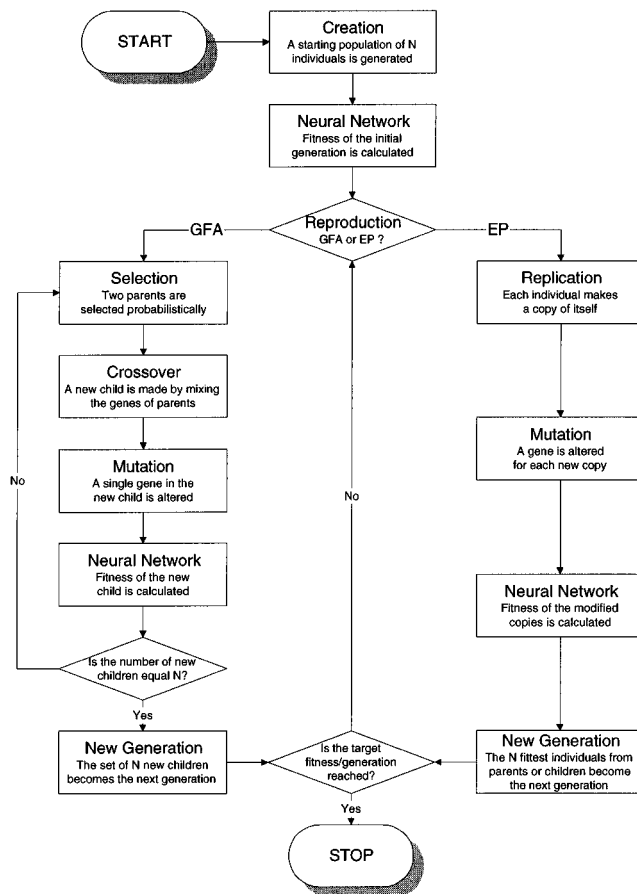 START
Creation
A starting population of N
individuals is generated
Neural Network
Fitness of the initial
generation is calculated
Reproduction
GFA or EP ?
GFA
EP
Selection
Two parents are
selected probabilistically
Crossover
A new child is made by mixing
the genes of parents
Mutation
A single gene in the
new child is altered
Neural Network
Fitness of the new
child is calculated
Is the number of new
children equal N?
No
Yes
New Generation
The set of N new children
becomes the next generation
Replication
Each individual makes
a copy of itself
Mutation
A gene is altered
for each new copy
Neural Network
Fitness of the modified
copies is calculated
New Generation
The N fittest individuals from
parents or children become
the next generation
Is the target
fitness/generation
reached?
No
Yes
STOP